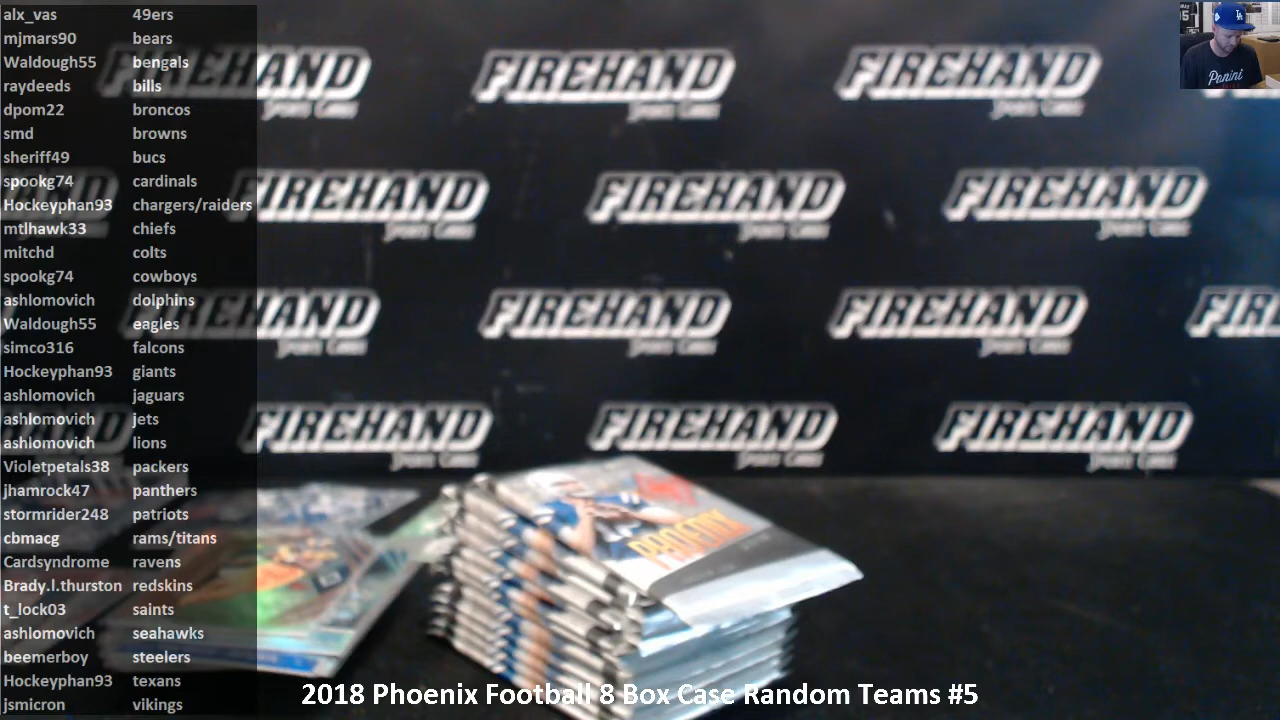 alx_vas 49ers
mjmars90 bears
Waldough55 bengals
raydeeds bills
dpom22 broncos
smd browns
sheriff49 bucs
spookg74 cardinals
Hockeyphan93 chargers/raiders
mtlhawk33 chiefs
mitchd colts
spookg74 cowboys
ashlomovich dolphins
Waldough55 eagles
simco316 falcons
Hockeyphan93 giants
ashlomovich jaguars
ashlomovich jets
ashlomovich lions
Violetpetals38 packers
jhamrock47 panthers
stormrider248 patriots
cbmacg rams/titans
Cardsyndrome ravens
Brady.l.thurston redskins
t_lock03 saints
ashlomovich seahawks
beemerboy steelers
Hockeyphan93 texans
jsmicron vikings
FIREHAND FIREHAND FIREHAND
FIREHAND FIREHAND FIREHAND
FIREHAND FIREHAND FIREHAND
FIREHAND FIREHAND FIREHAND
Panini
PHOENIX
2018 Phoenix Football 8 Box Case Random Teams #5